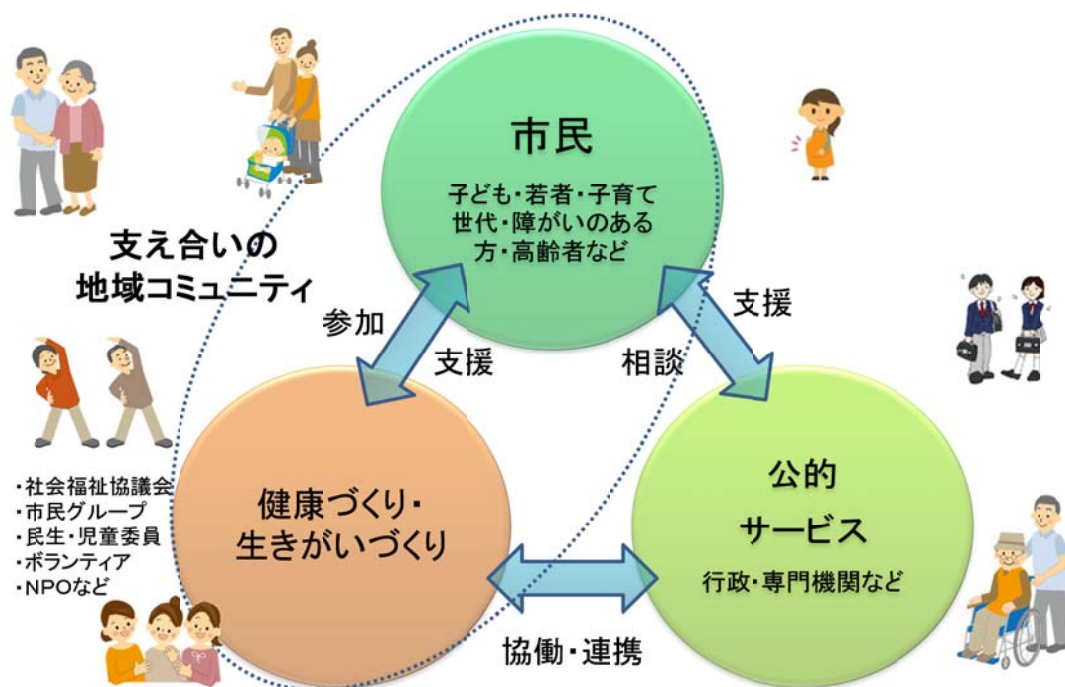 市民
子ども・若者・子育て
世代・障がいのある
方・高齢者など
支え合いの
地域コミュニティ
参加
支援
相談
支援
・社会福祉協議会
・市民グループ
・民生・児童委員
・ボランティア
・NPOなど
健康づくり・
生きがいづくり
公的
サービス
行政・専門機関など
協働・連携